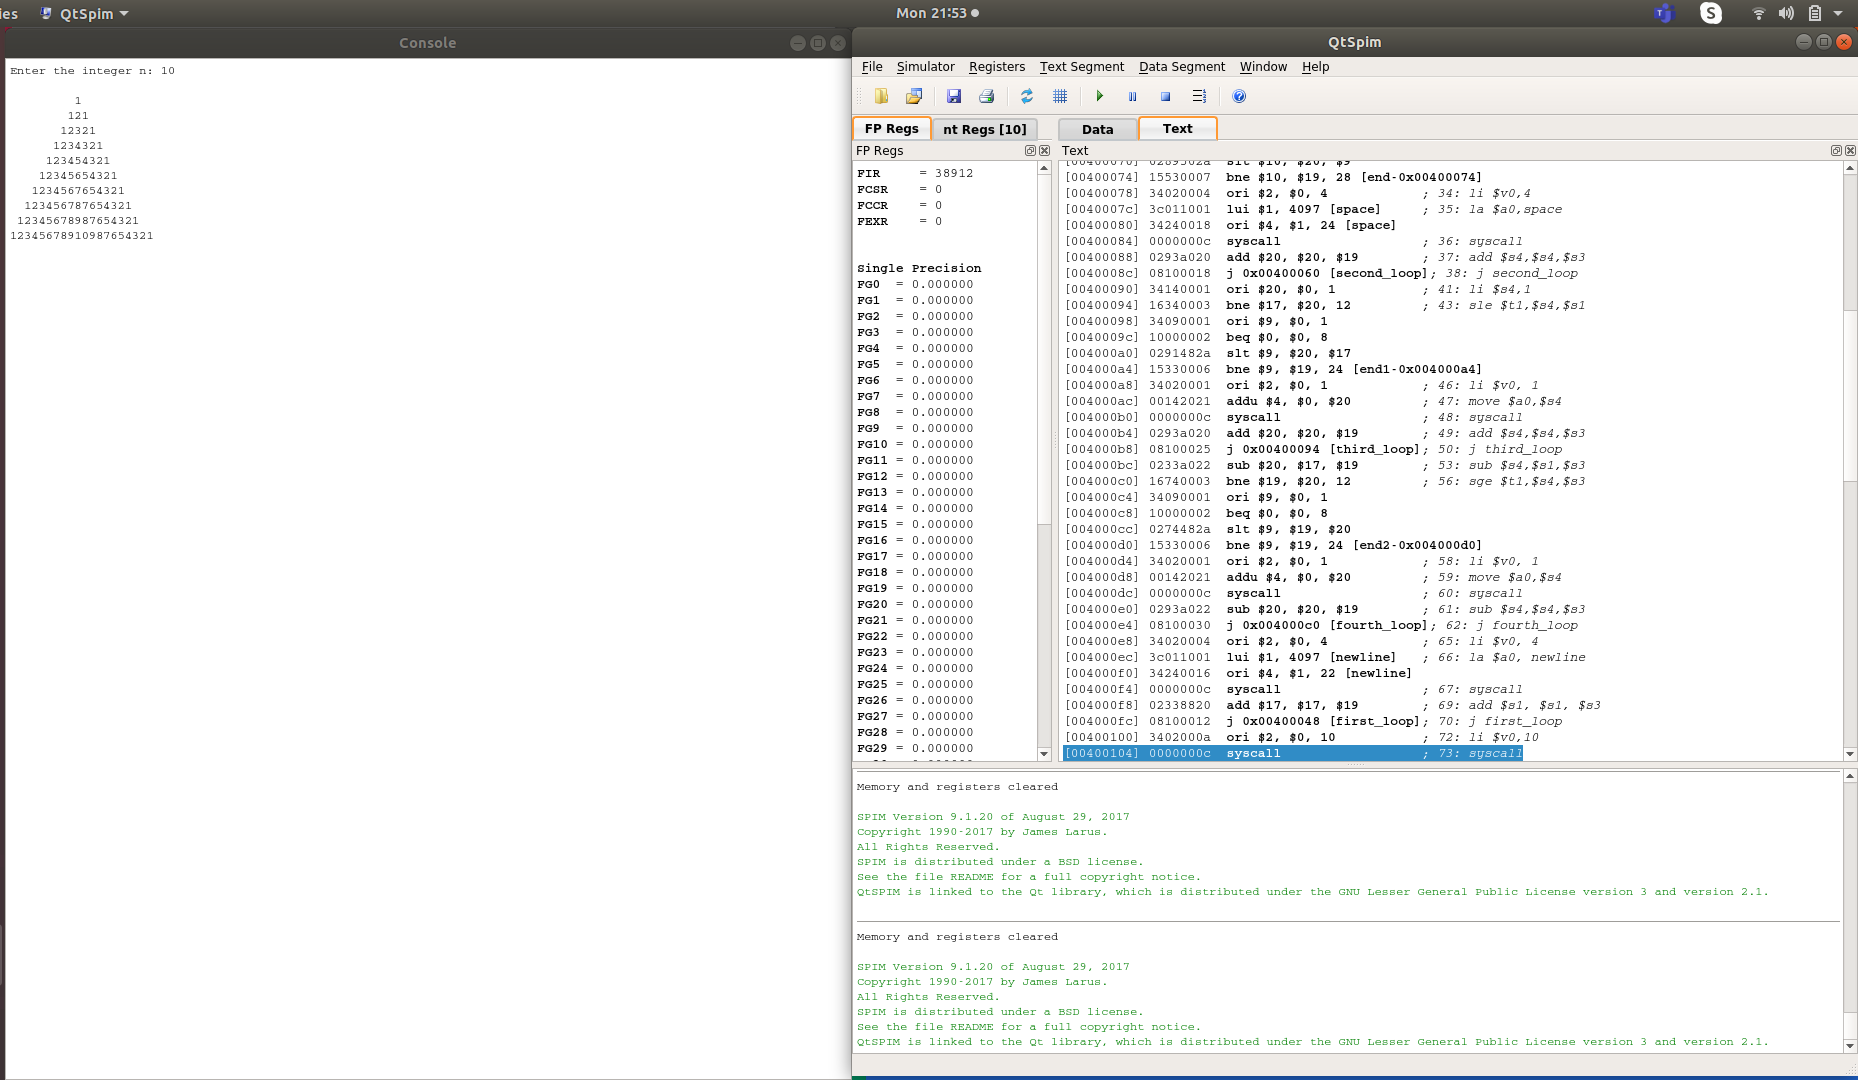 ies QtSpim Mon 21:53
Console
Enter the integer n: 10
1
121
12321
1234321
123454321
12345654321
1234567654321
123456787654321
12345678987654321
12345678910987654321
QtSpim
File Simulator Registers Text Segment Data Segment Window Help
FP Regs nt Regs [10] Data Text
FP Regs
FIR = 38912
FCSR = 0
FCCR = 0
FEXR = 0
Single Precision
FG0 = 0.000000
FG1 = 0.000000
FG2 = 0.000000
FG3 = 0.000000
FG4 = 0.000000
FG5 = 0.000000
FG6 = 0.000000
FG7 = 0.000000
FG8 = 0.000000
FG9 = 0.000000
FG10 = 0.000000
FG11 = 0.000000
FG12 = 0.000000
FG13 = 0.000000
FG14 = 0.000000
FG15 = 0.000000
FG16 = 0.000000
FG17 = 0.000000
FG18 = 0.000000
FG19 = 0.000000
FG20 = 0.000000
FG21 = 0.000000
FG22 = 0.000000
FG23 = 0.000000
FG24 = 0.000000
FG25 = 0.000000
FG26 = 0.000000
FG27 = 0.000000
FG28 = 0.000000
FG29 = 0.000000
Text
[00400070] 0289502a slt $10, $20, $9
[00400074] 15530007 bne $10, $19, 28 [end-0x00400074]
[00400078] 34020004 ori $2, $0, 4 ; 34: li $v0,4
[0040007c] 3c011001 lui $1, 4097 [space] ; 35: la $a0,space
[00400080] 34240018 ori $4, $1, 24 [space]
[00400084] 0000000c syscall ; 36: syscall
[00400088] 0293a020 add $20, $20, $19 ; 37: add $s4,$s4,$s3
[0040008c] 08100018 j 0x00400060 [second_loop]; 38: j second_loop
[00400090] 34140001 ori $20, $0, 1 ; 41: li $s4,1
[00400094] 16340003 bne $17, $20, 12 ; 43: sle $t1,$s4,$s1
[00400098] 34090001 ori $9, $0, 1
[0040009c] 10000002 beq $0, $0, 8
[004000a0] 0291482a slt $9, $20, $17
[004000a4] 15330006 bne $9, $19, 24 [end1-0x004000a4]
[004000a8] 34020001 ori $2, $0, 1 ; 46: li $v0, 1
[004000ac] 00142021 addu $4, $0, $20 ; 47: move $a0,$s4
[004000b0] 0000000c syscall ; 48: syscall
[004000b4] 0293a020 add $20, $20, $19 ; 49: add $s4,$s4,$s3
[004000b8] 08100025 j 0x00400094 [third_loop]; 50: j third_loop
[004000bc] 0233a022 sub $20, $17, $19 ; 53: sub $s4,$s1,$s3
[004000c0] 16740003 bne $19, $20, 12 ; 56: sge $t1,$s4,$s3
[004000c4] 34090001 ori $9, $0, 1
[004000c8] 10000002 beq $0, $0, 8
[004000cc] 0274482a slt $9, $19, $20
[004000d0] 15330006 bne $9, $19, 24 [end2-0x004000d0]
[004000d4] 34020001 ori $2, $0, 1 ; 58: li $v0, 1
[004000d8] 00142021 addu $4, $0, $20 ; 59: move $a0,$s4
[004000dc] 0000000c syscall ; 60: syscall
[004000e0] 0293a022 sub $20, $20, $19 ; 61: sub $s4,$s4,$s3
[004000e4] 08100030 j 0x004000c0 [fourth_loop]; 62: j fourth_loop
[004000e8] 34020004 ori $2, $0, 4 ; 65: li $v0, 4
[004000ec] 3c011001 lui $1, 4097 [newline] ; 66: la $a0, newline
[004000f0] 34240016 ori $4, $1, 22 [newline]
[004000f4] 0000000c syscall ; 67: syscall
[004000f8] 02338820 add $17, $17, $19 ; 69: add $s1, $s1, $s3
[004000fc] 08100012 j 0x00400048 [first_loop]; 70: j first_loop
[00400100] 3402000a ori $2, $0, 10 ; 72: li $v0,10
[00400104] 0000000c syscall ; 73: syscall
Memory and registers cleared
SPIM Version 9.1.20 of August 29, 2017
Copyright 1990-2017 by James Larus.
All Rights Reserved.
SPIM is distributed under a BSD license.
See the file README for a full copyright notice.
QtSPIM is linked to the Qt library, which is distributed under the GNU Lesser General Public License version 3 and version 2.1.
Memory and registers cleared
SPIM Version 9.1.20 of August 29, 2017
Copyright 1990-2017 by James Larus.
All Rights Reserved.
SPIM is distributed under a BSD license.
See the file README for a full copyright notice.
QtSPIM is linked to the Qt library, which is distributed under the GNU Lesser General Public License version 3 and version 2.1.